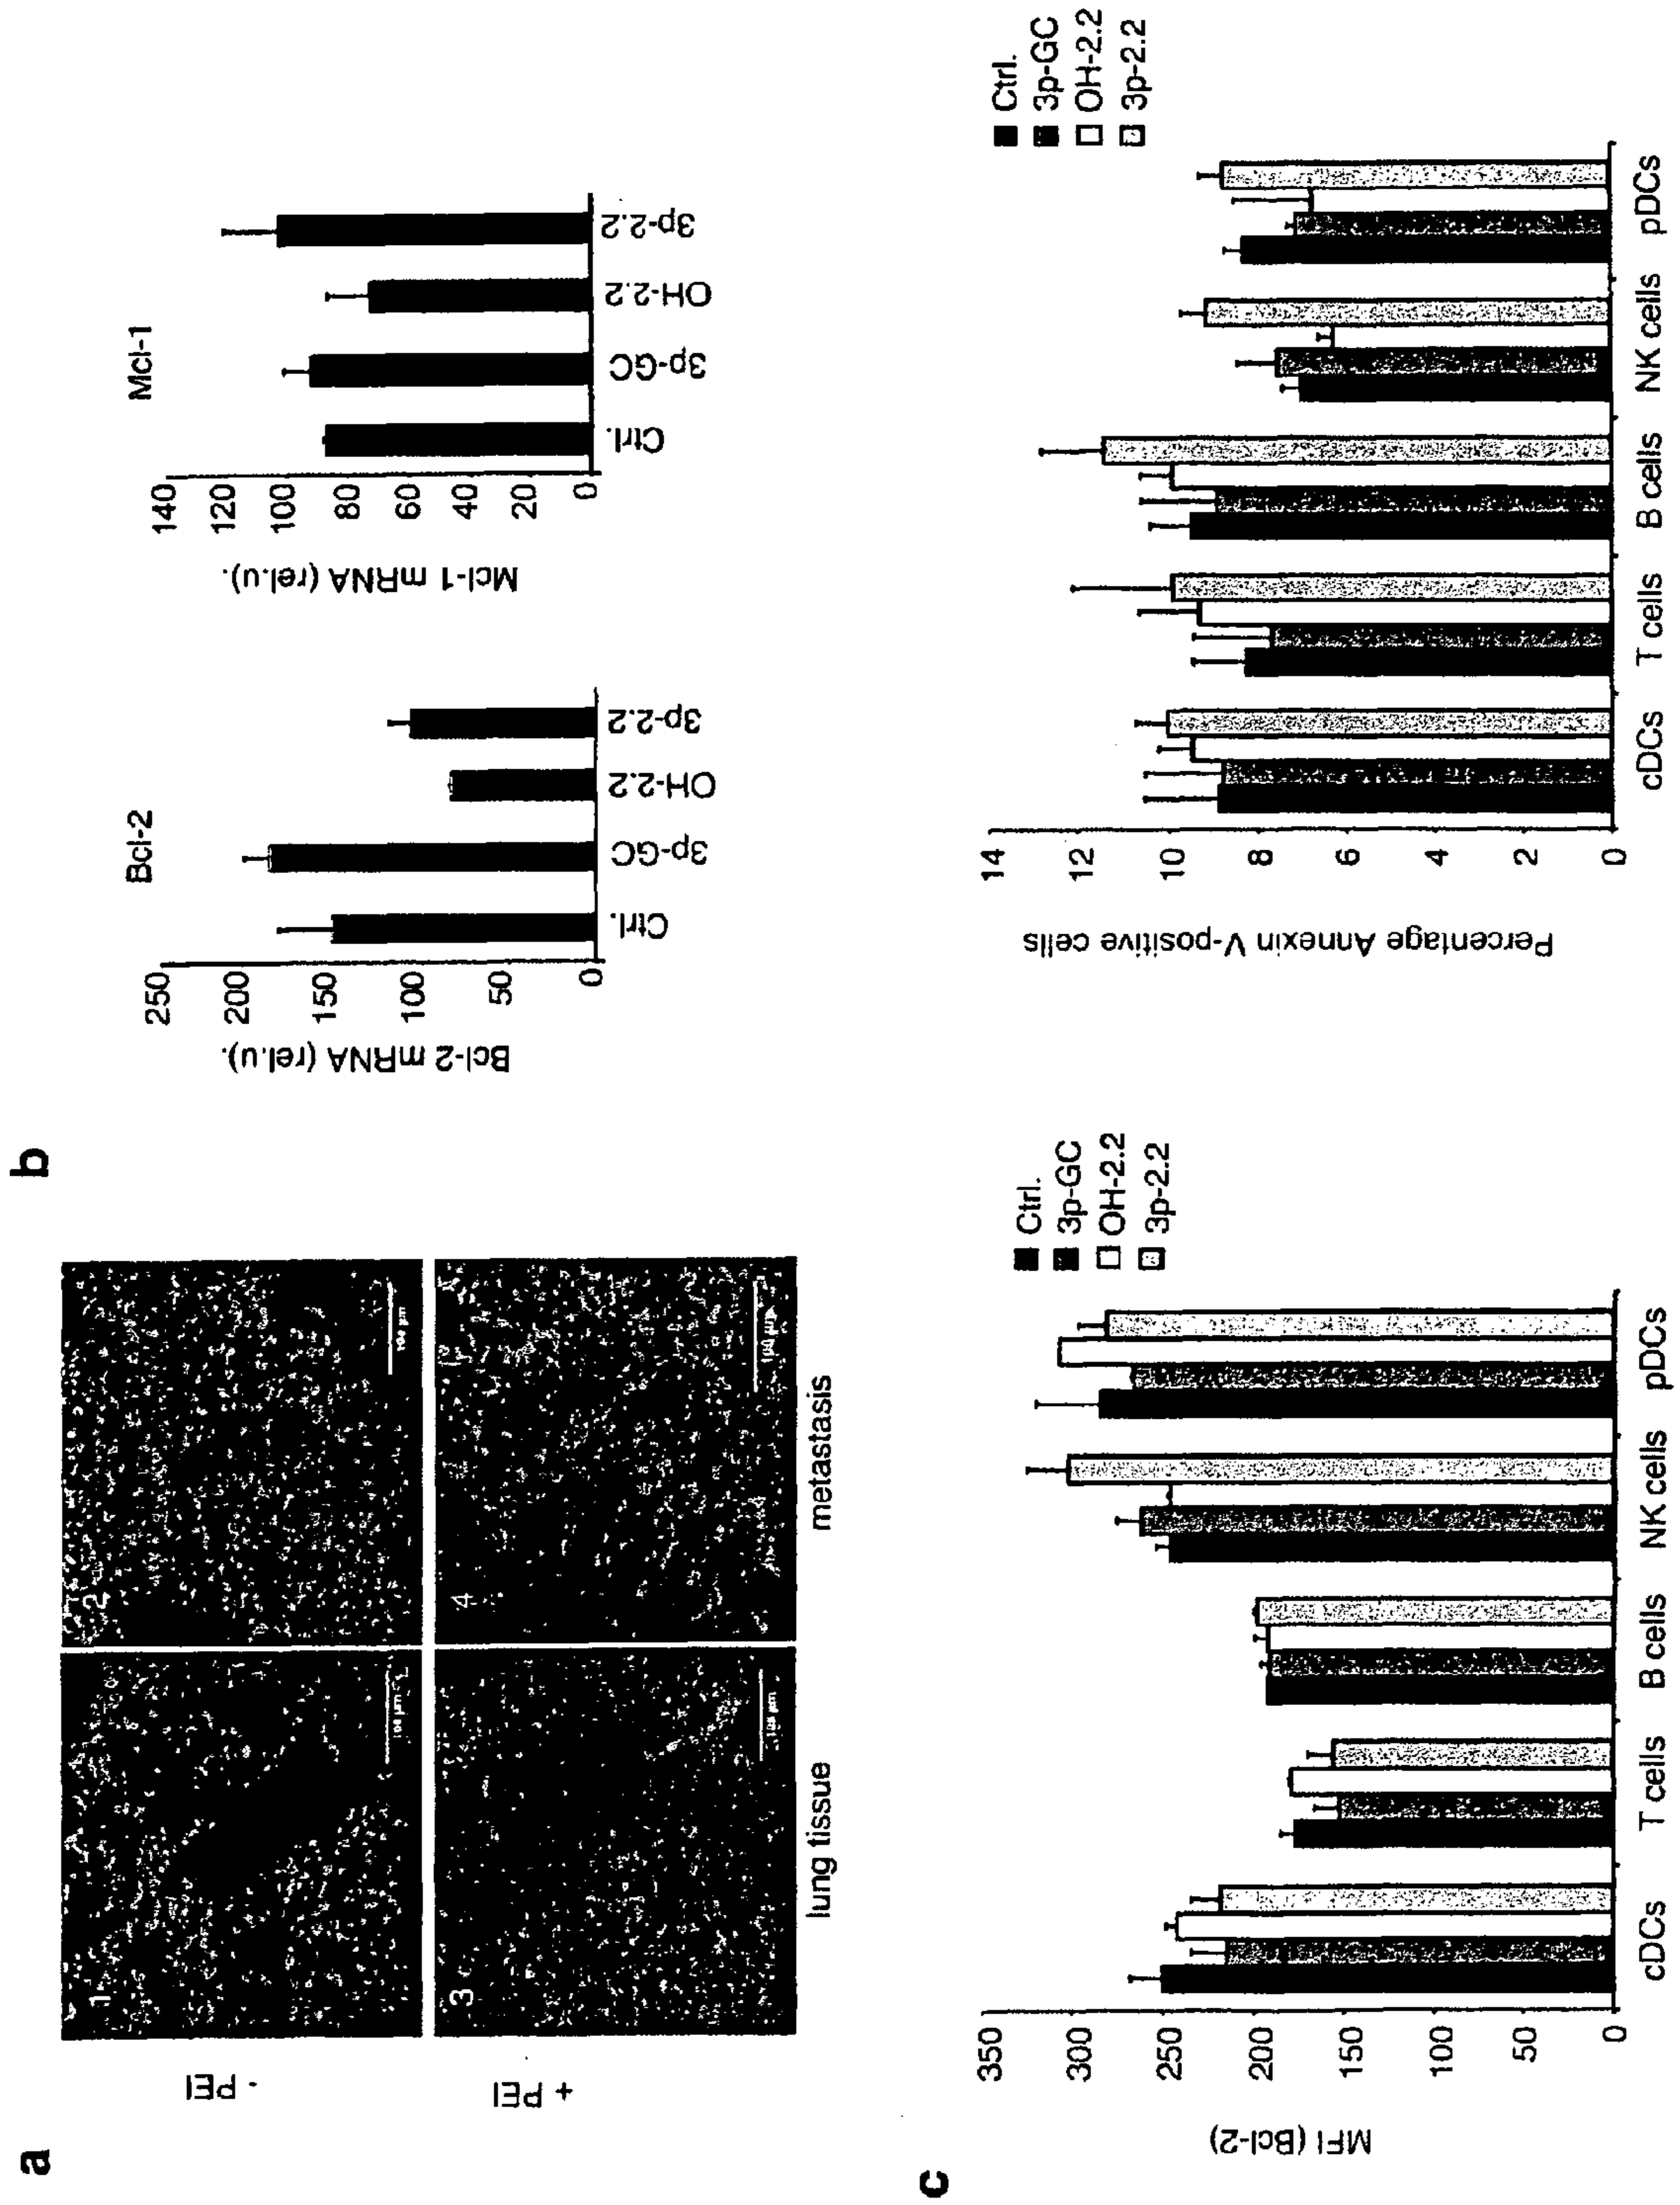 a
- PEI
+ PEI
1
2
3
4
100 µm
lung tissue
metastasis
b
Bcl-2
Bcl-2 mRNA (rel.u).
250
200
150
100
50
0
Ctrl.
3p-GC
OH-2.2
3p-2.2
Mcl-1
Mcl-1 mRNA (rel.u).
140
120
100
80
60
40
20
0
Ctrl.
3p-GC
OH-2.2
3p-2.2
c
MFI (Bcl-2)
350
300
250
200
150
100
50
0
cDCs
T cells
B cells
NK cells
pDCs
Ctrl.
3p-GC
OH-2.2
3p-2.2
Percentage Annexin V-positive cells
14
12
10
8
6
4
2
0
cDCs
T cells
B cells
NK cells
pDCs
Ctrl.
3p-GC
OH-2.2
3p-2.2